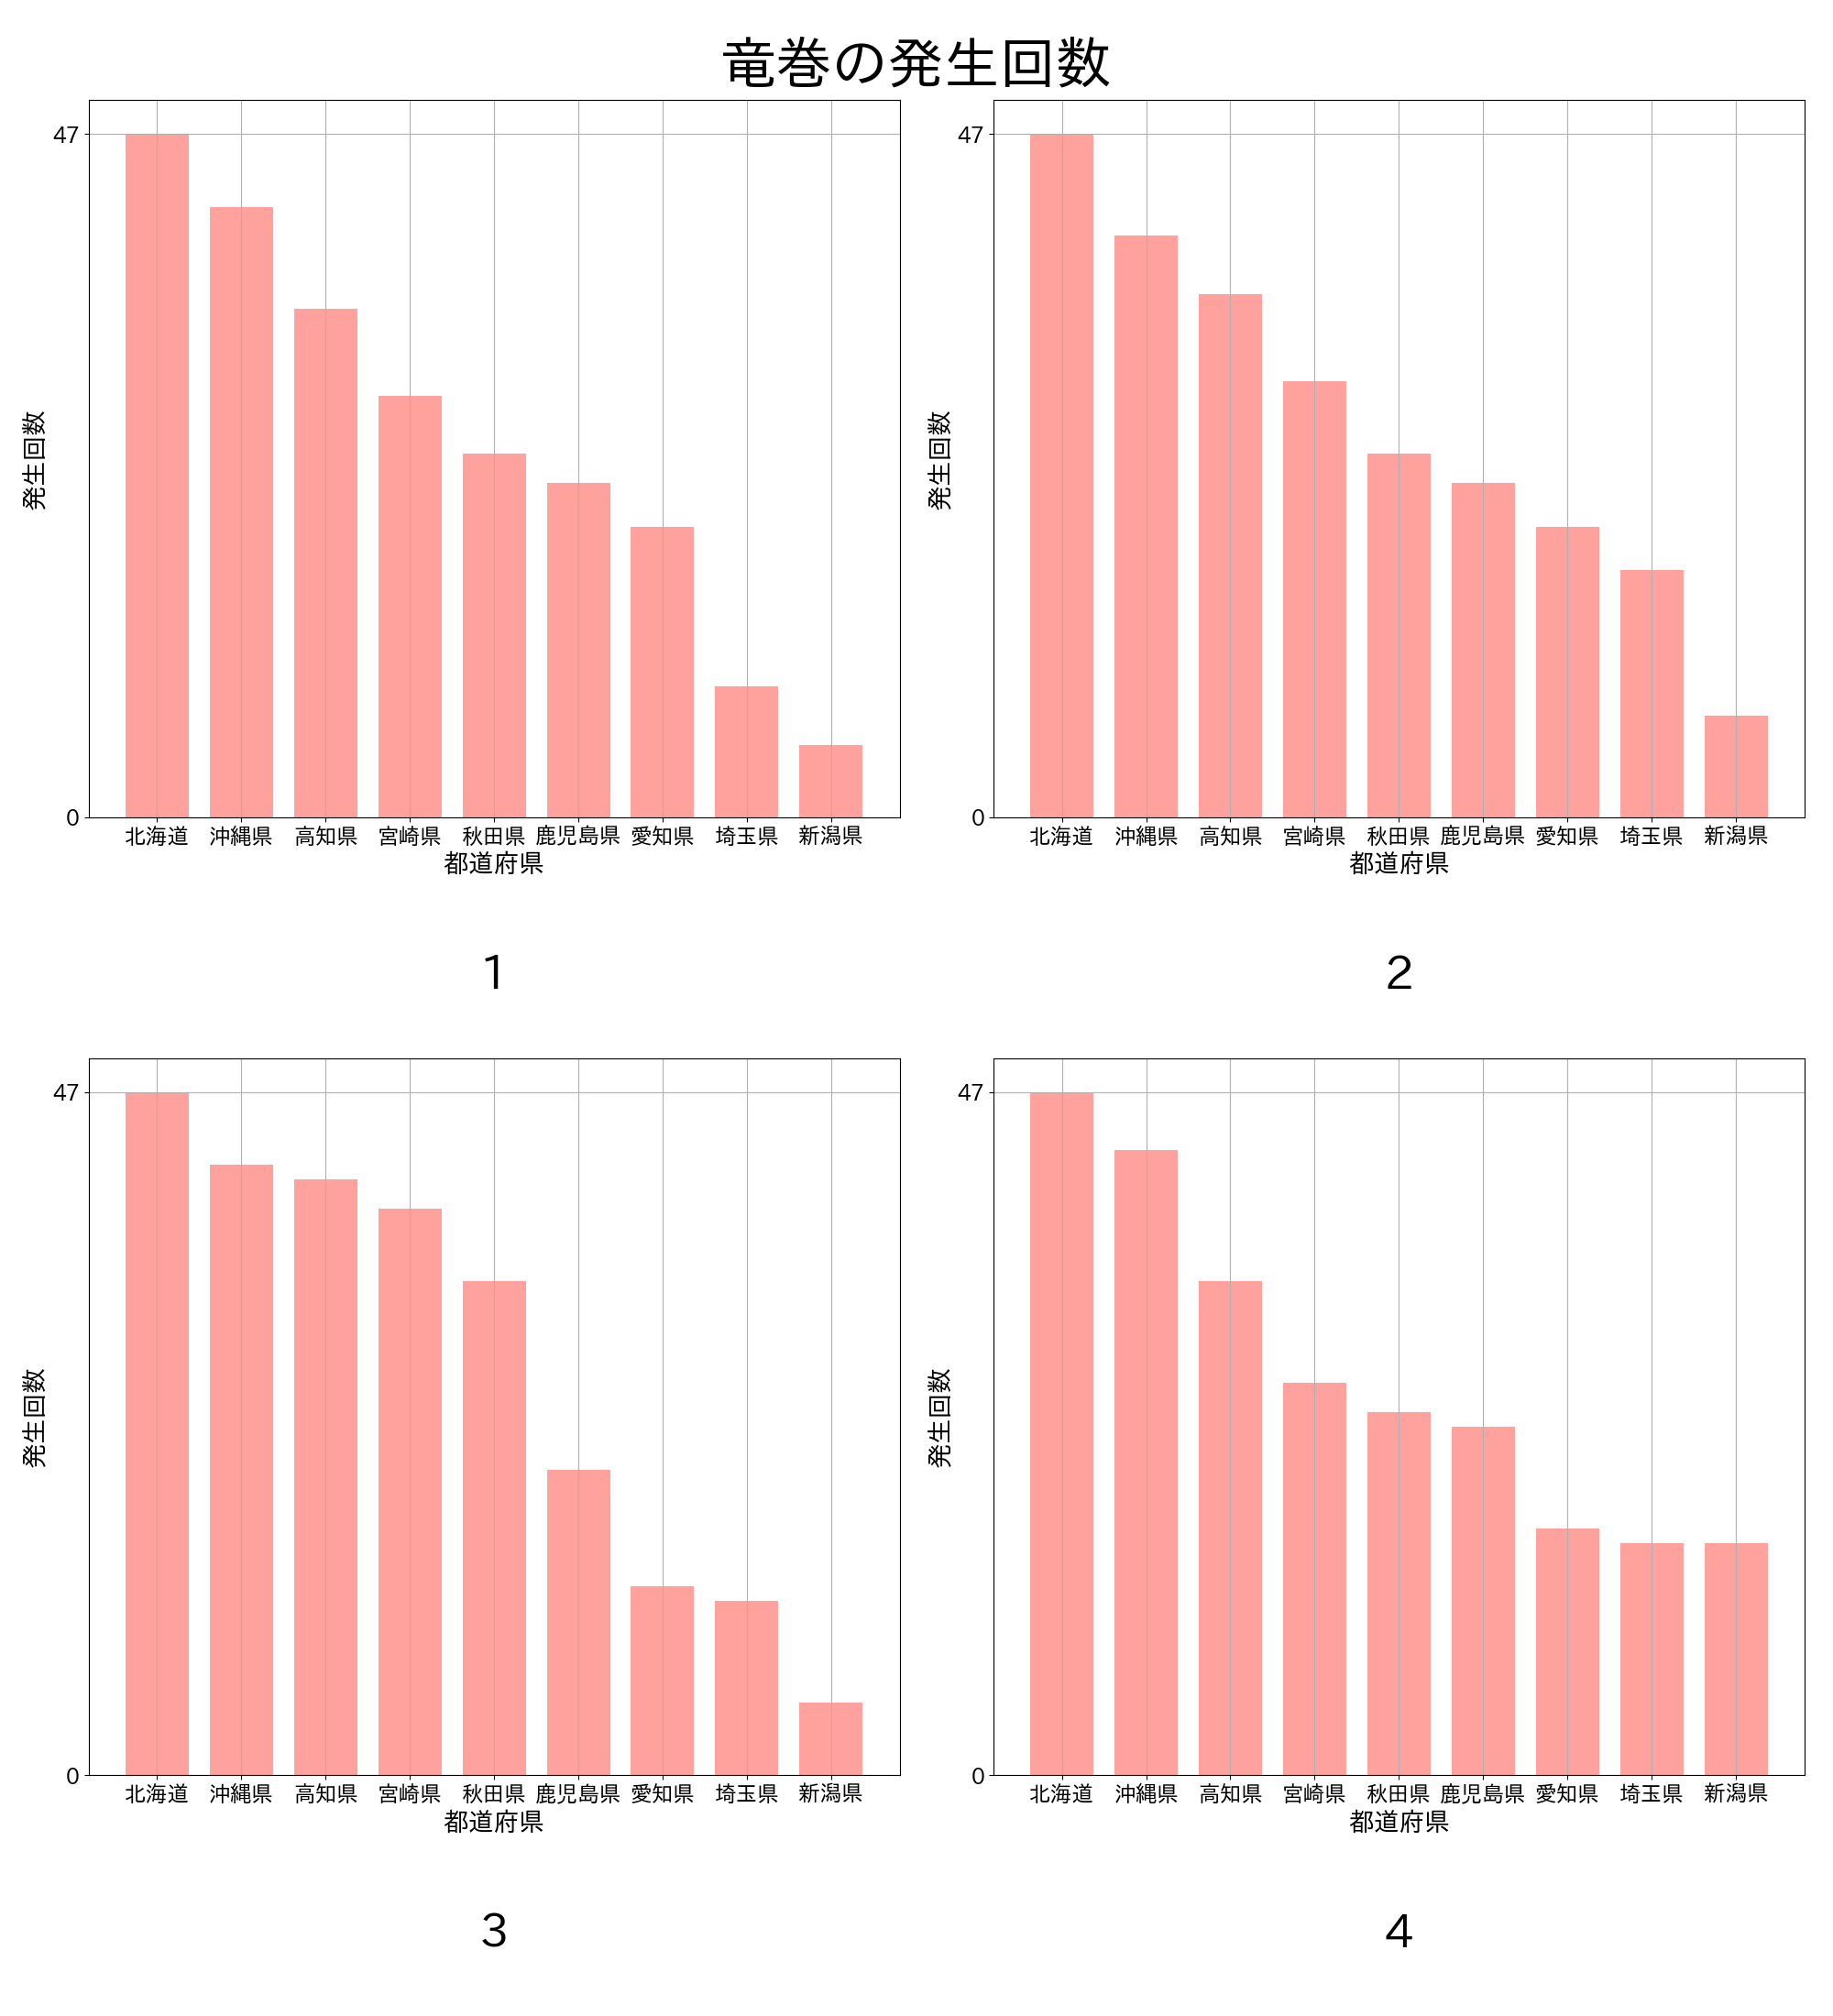 竜巻の発生回数
47
0
発生回数
北海道 沖縄県 高知県 宮崎県 秋田県 鹿児島県 愛知県 埼玉県 新潟県
都道府県
1
47
0
発生回数
北海道 沖縄県 高知県 宮崎県 秋田県 鹿児島県 愛知県 埼玉県 新潟県
都道府県
2
47
0
発生回数
北海道 沖縄県 高知県 宮崎県 秋田県 鹿児島県 愛知県 埼玉県 新潟県
都道府県
3
47
0
発生回数
北海道 沖縄県 高知県 宮崎県 秋田県 鹿児島県 愛知県 埼玉県 新潟県
都道府県
4